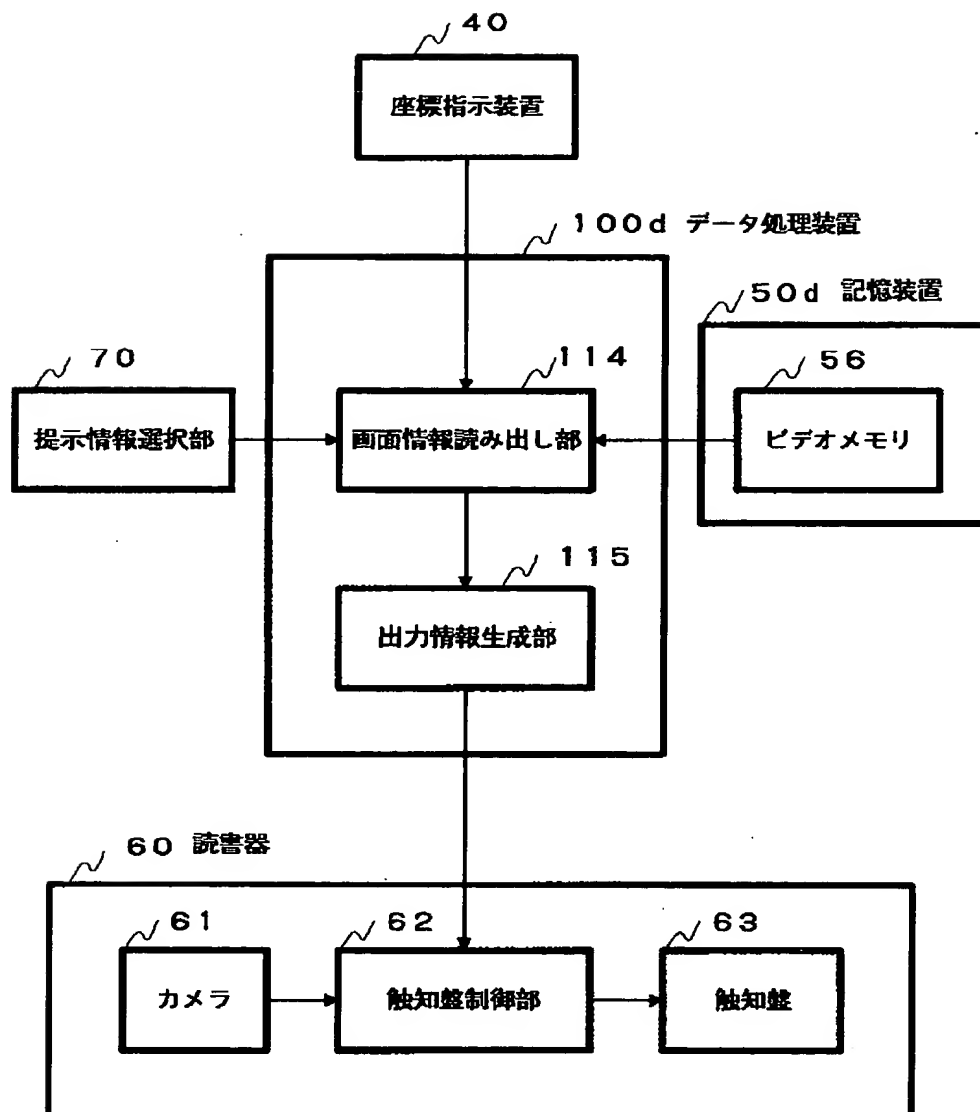 40
座標指示装置
100d データ処理装置
50d 記憶装置
70
114
56
提示情報選択部
画面情報読み出し部
ビデオメモリ
115
出力情報生成部
60 読書器
61
62
63
カメラ
触知盤制御部
触知盤